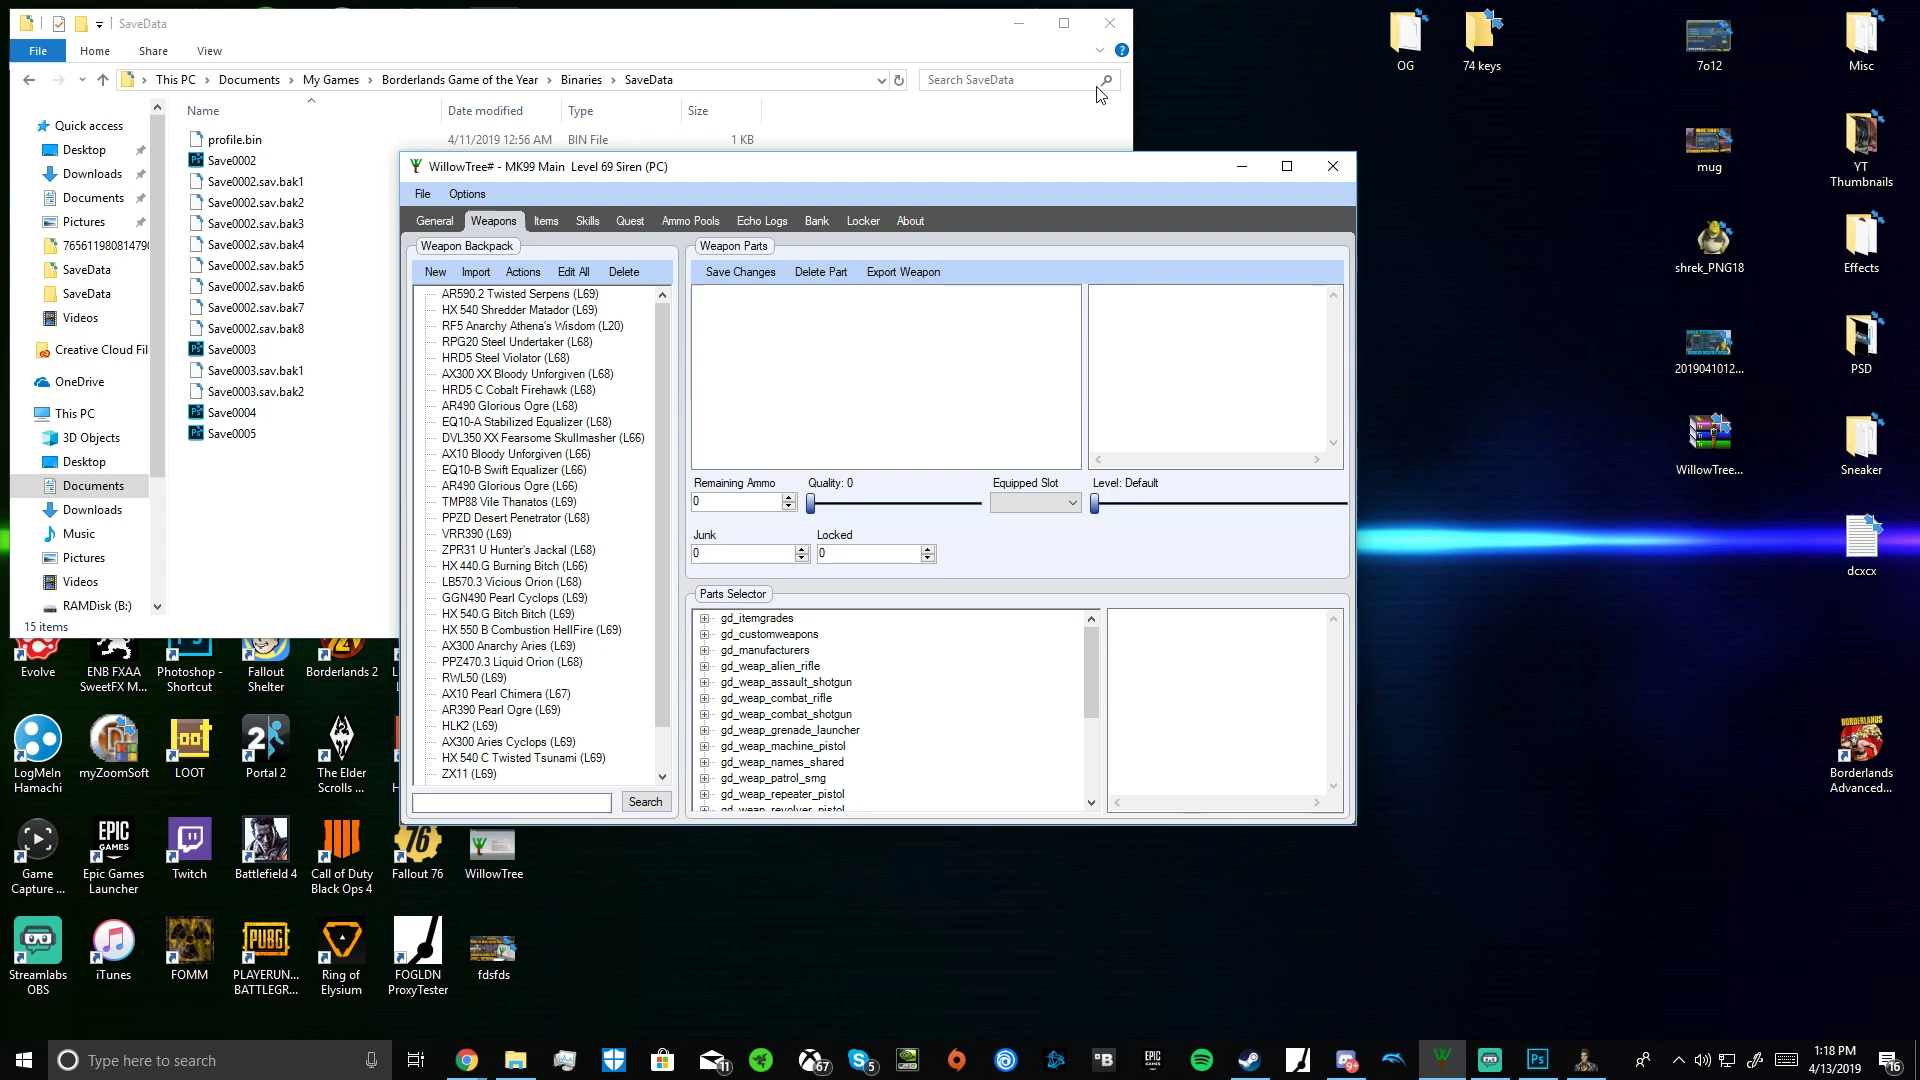 SaveData
File
Home
Share
View
This PC
Documents
My Games
Borderlands Game of the Year
Binaries
SaveData
Search SaveData
Name
Date modified
Type
Size
Quick access
Desktop
Downloads
Documents
Pictures
SaveData
SaveData
Videos
Creative Cloud Fil
OneDrive
This PC
3D Objects
Desktop
Documents
Downloads
Music
Pictures
Videos
RAMDisk (B:)
15 items
profile.bin
4/11/2019 12:56 AM
BIN File
1 KB
Save0002
Save0002.sav.bak1
Save0002.sav.bak2
Save0002.sav.bak3
Save0002.sav.bak4
Save0002.sav.bak5
Save0002.sav.bak6
Save0002.sav.bak7
Save0002.sav.bak8
Save0003
Save0003.sav.bak1
Save0003.sav.bak2
Save0004
Save0005
WillowTree# - MK99 Main Level 69 Siren (PC)
File
Options
General
Weapons
Items
Skills
Quest
Ammo Pools
Echo Logs
Bank
Locker
About
Weapon Backpack
New
Import
Actions
Edit All
Delete
AR590.2 Twisted Serpens (L69)
HX 540 Shredder Matador (L69)
RF5 Anarchy Athena's Wisdom (L20)
RPG20 Steel Undertaker (L68)
HRD5 Steel Violator (L68)
AX300 XX Bloody Unforgiven (L68)
HRD5 C Cobalt Firehawk (L68)
AR490 Glorious Ogre (L68)
EQ10-A Stabilized Equalizer (L68)
DVL350 XX Fearsome Skullmasher (L66)
AX10 Bloody Unforgiven (L66)
EQ10-B Swift Equalizer (L66)
AR490 Glorious Ogre (L66)
TMP88 Vile Thanatos (L69)
PPZD Desert Penetrator (L68)
VRR390 (L69)
ZPR31 U Hunter's Jackal (L68)
HX 440.G Burning Bitch (L66)
LB570.3 Vicious Orion (L68)
GGN490 Pearl Cyclops (L69)
HX 540.G Bitch Bitch (L69)
HX 550 B Combustion HellFire (L69)
AX300 Anarchy Aries (L69)
PPZ470.3 Liquid Orion (L68)
RWL50 (L69)
AX10 Pearl Chimera (L67)
AR390 Pearl Ogre (L69)
HLK2 (L69)
AX300 Aries Cyclops (L69)
HX 540 C Twisted Tsunami (L69)
ZX11 (L69)
Search
Weapon Parts
Save Changes
Delete Part
Export Weapon
Remaining Ammo
Quality: 0
Equipped Slot
Level: Default
0
Junk
Locked
0
0
Parts Selector
gd_itemgrades
gd_customweapons
gd_manufacturers
gd_weap_alien_rifle
gd_weap_assault_shotgun
gd_weap_combat_rifle
gd_weap_combat_shotgun
gd_weap_grenade_launcher
gd_weap_machine_pistol
gd_weap_names_shared
gd_weap_patrol_smg
gd_weap_repeater_pistol
gd_weap_revolver_pistol
OG
74 keys
7o12
Misc
mug
YT
Thumbnails
shrek_PNG18
Effects
2019041012...
PSD
WillowTree...
Sneaker
dcxcx
Borderlands
Advanced...
Evolve
ENB FXAA
SweetFX M...
Photoshop -
Shortcut
Fallout
Shelter
Borderlands 2
LogMeIn
Hamachi
myZoomSoft
LOOT
Portal 2
The Elder
Scrolls ...
Game
Capture ...
Epic Games
Launcher
Twitch
Battlefield 4
Call of Duty
Black Ops 4
Fallout 76
WillowTree
Streamlabs
OBS
iTunes
FOMM
PLAYERUN...
BATTLEGR...
Ring of
Elysium
FOGLDN
ProxyTester
fdsfds
Type here to search
11
67
5
9+
1:18 PM
4/13/2019
16